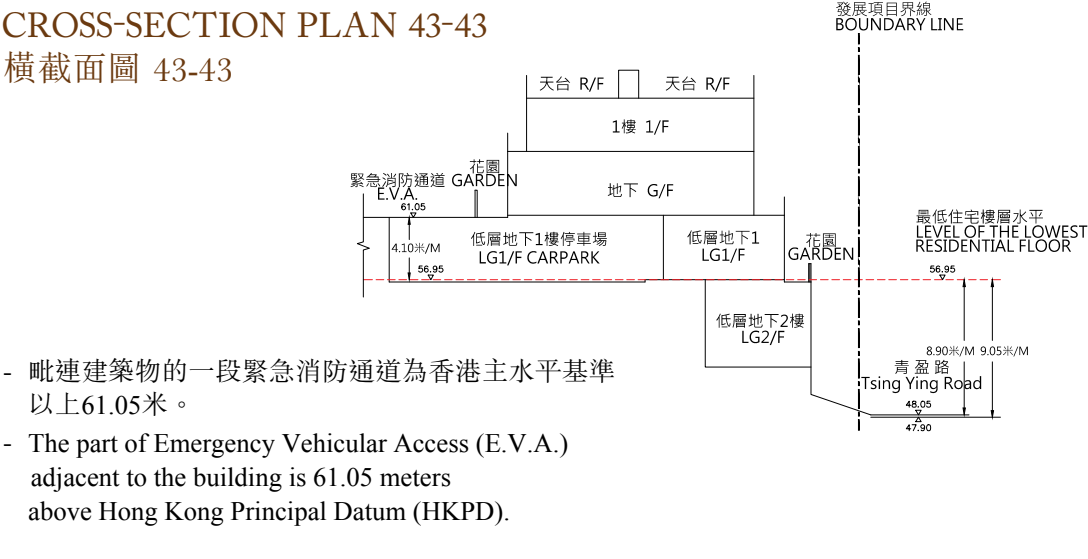 CROSS-SECTION PLAN 43-43
橫截面圖 43-43
發展項目界線
BOUNDARY LINE
天台 R/F
天台 R/F
1樓 1/F
花園
GARDEN
緊急消防通道
E.V.A.
61.05
地下 G/F
4.10米/M
低層地下1樓停車場
LG1/F CARPARK
低層地下1
LG1/F
花園
GARDEN
最低住宅樓層水平
LEVEL OF THE LOWEST
RESIDENTIAL FLOOR
56.95
56.95
低層地下2樓
LG2/F
8.90米/M
9.05米/M
青盈路
Tsing Ying Road
48.05
47.90
- 毗連建築物的一段緊急消防通道為香港主水平基準
以上61.05米。
- The part of Emergency Vehicular Access (E.V.A.)
adjacent to the building is 61.05 meters
above Hong Kong Principal Datum (HKPD).